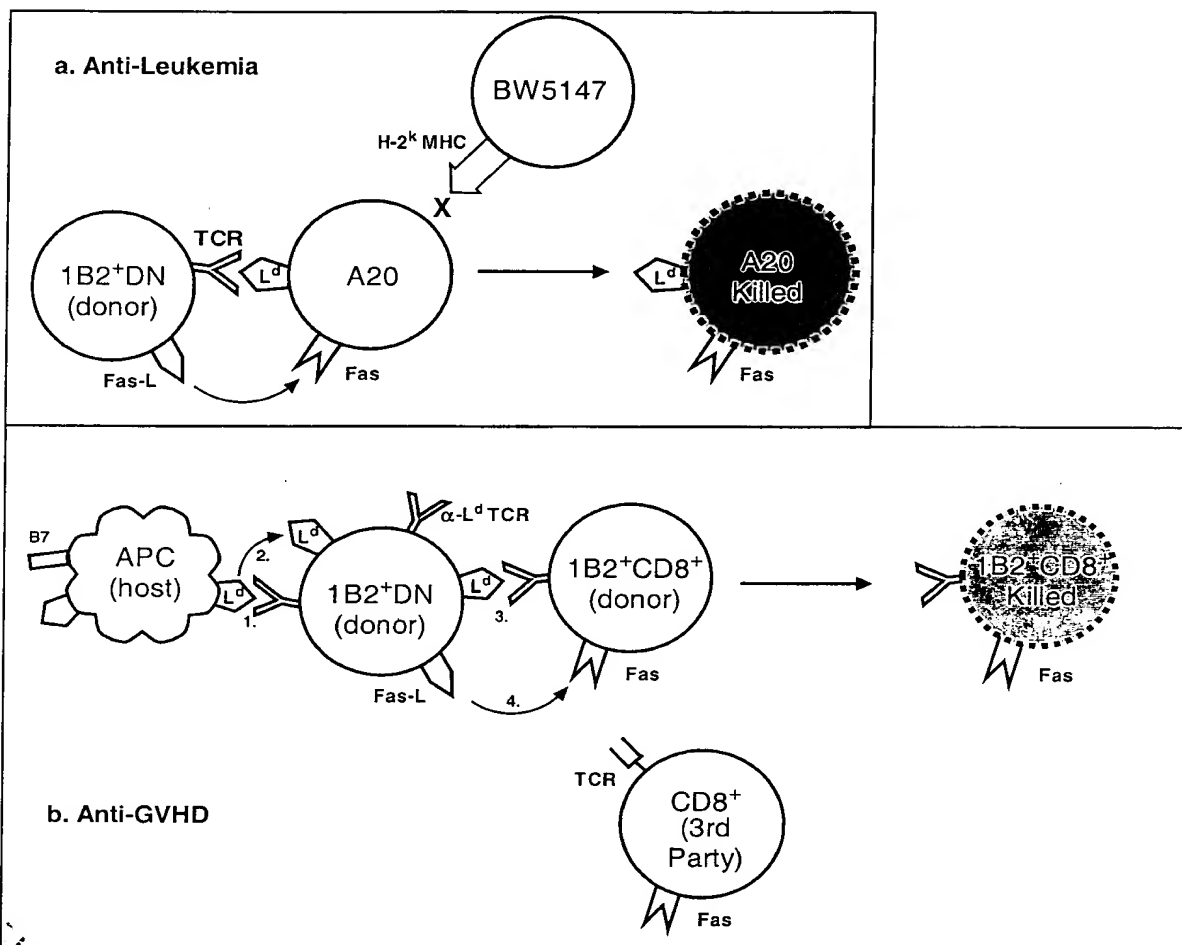 a. Anti-Leukemia
BW5147
H-2k MHC
X
TCR
1B2+DN
(donor)
Ld
A20
Fas-L
Fas
Ld
A20
Killed
Fas
B7
APC
(host)
Ld
1.
2.
Ld
α-Ld TCR
1B2+DN
(donor)
Ld
3.
1B2+CD8+
(donor)
Fas-L
4.
Fas
1B2+CD8+
Killed
Fas
b. Anti-GVHD
TCR
CD8+
(3rd
Party)
Fas